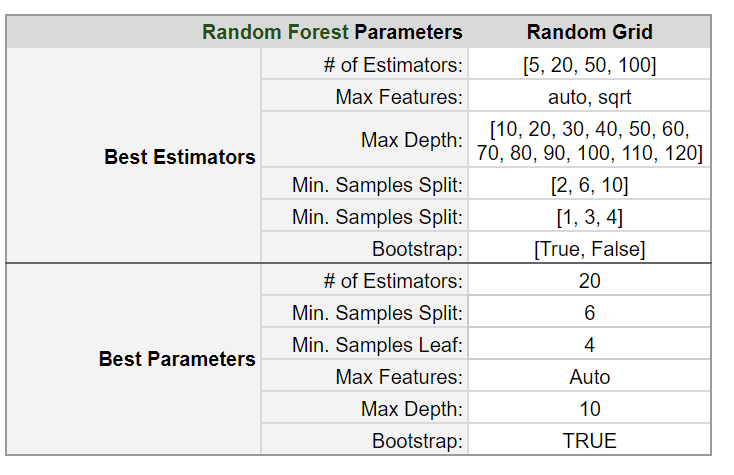 Random Forest Parameters Random Grid
Best Estimators
# of Estimators: [5, 20, 50, 100]
Max Features: auto, sqrt
Max Depth: [10, 20, 30, 40, 50, 60,
70, 80, 90, 100, 110, 120]
Min. Samples Split: [2, 6, 10]
Min. Samples Split: [1, 3, 4]
Bootstrap: [True, False]
Best Parameters
# of Estimators: 20
Min. Samples Split: 6
Min. Samples Leaf: 4
Max Features: Auto
Max Depth: 10
Bootstrap: TRUE